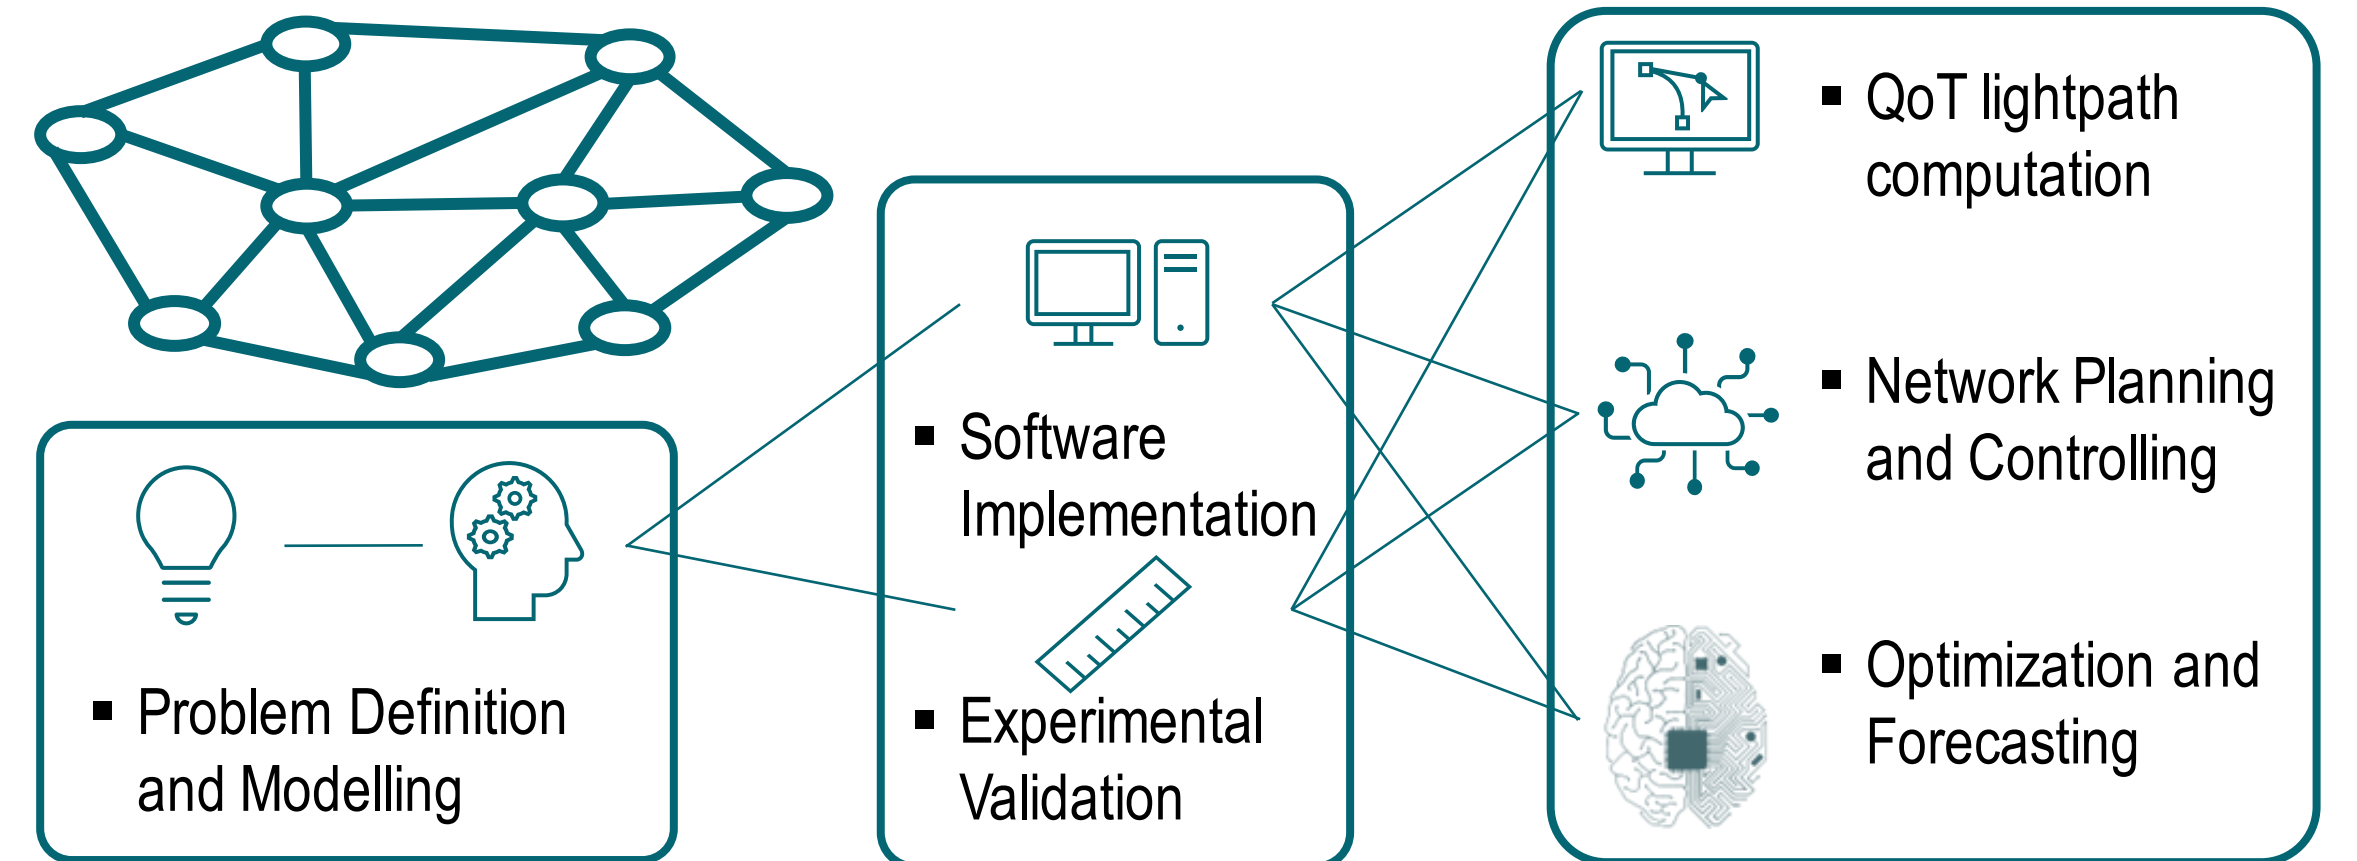 ▪ Problem Definition
and Modelling
▪ Software
Implementation
▪ Experimental
Validation
▪ QoT lightpath
computation
▪ Network Planning
and Controlling
▪ Optimization and
Forecasting